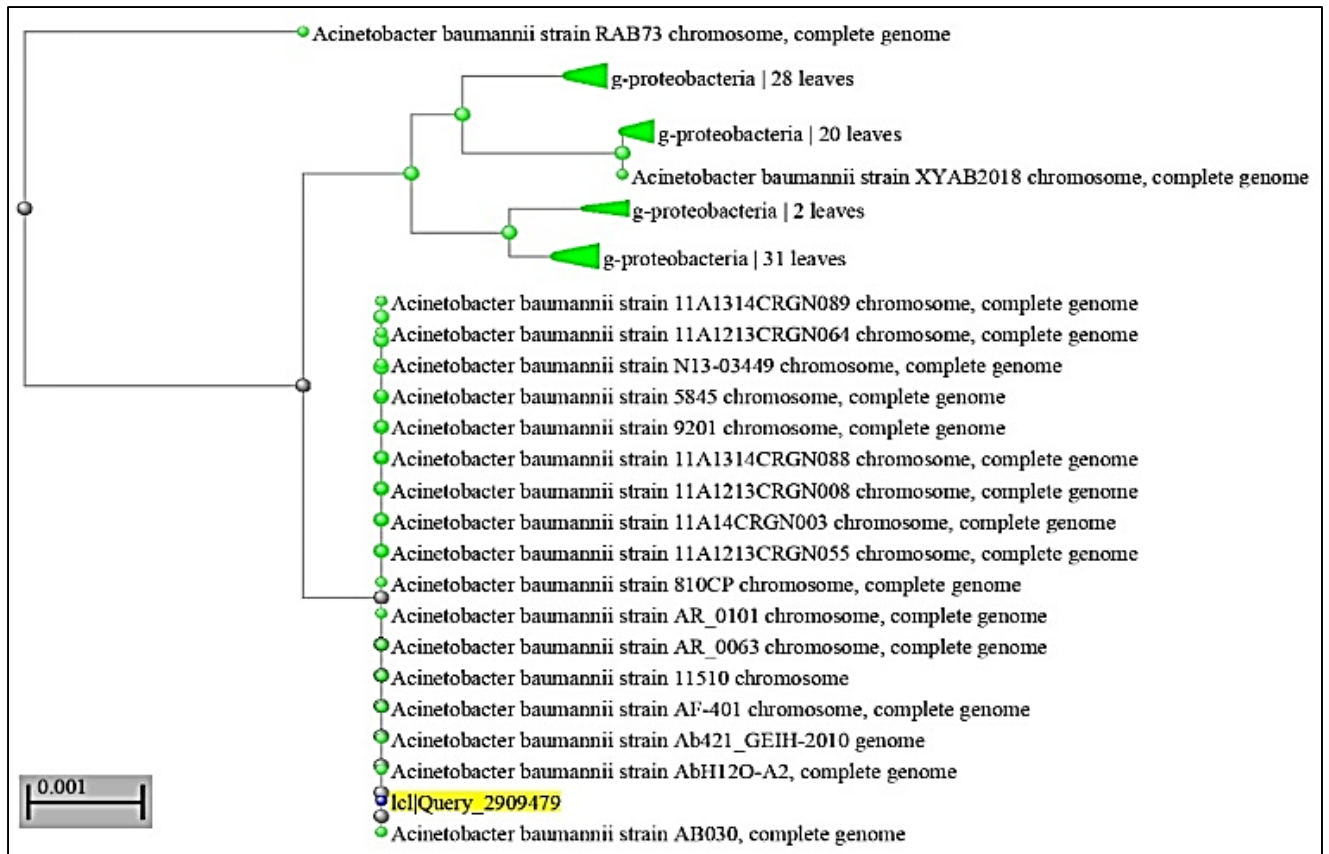 Acinetobacter baumannii strain RAB73 chromosome, complete genome
g-proteobacteria | 28 leaves
g-proteobacteria | 20 leaves
Acinetobacter baumannii strain XYAB2018 chromosome, complete genome
g-proteobacteria | 2 leaves
g-proteobacteria | 31 leaves
Acinetobacter baumannii strain 11A1314CRGN089 chromosome, complete genome
Acinetobacter baumannii strain 11A1213CRGN064 chromosome, complete genome
Acinetobacter baumannii strain N13-03449 chromosome, complete genome
Acinetobacter baumannii strain 5845 chromosome, complete genome
Acinetobacter baumannii strain 9201 chromosome, complete genome
Acinetobacter baumannii strain 11A1314CRGN088 chromosome, complete genome
Acinetobacter baumannii strain 11A1213CRGN008 chromosome, complete genome
Acinetobacter baumannii strain 11A14CRGN003 chromosome, complete genome
Acinetobacter baumannii strain 11A1213CRGN055 chromosome, complete genome
Acinetobacter baumannii strain 810CP chromosome, complete genome
Acinetobacter baumannii strain AR_0101 chromosome, complete genome
Acinetobacter baumannii strain AR_0063 chromosome, complete genome
Acinetobacter baumannii strain 11510 chromosome
Acinetobacter baumannii strain AF-401 chromosome, complete genome
Acinetobacter baumannii strain Ab421_GEIH-2010 genome
Acinetobacter baumannii strain AbH12O-A2, complete genome
lcl|Query_2909479
Acinetobacter baumannii strain AB030, complete genome
0.001